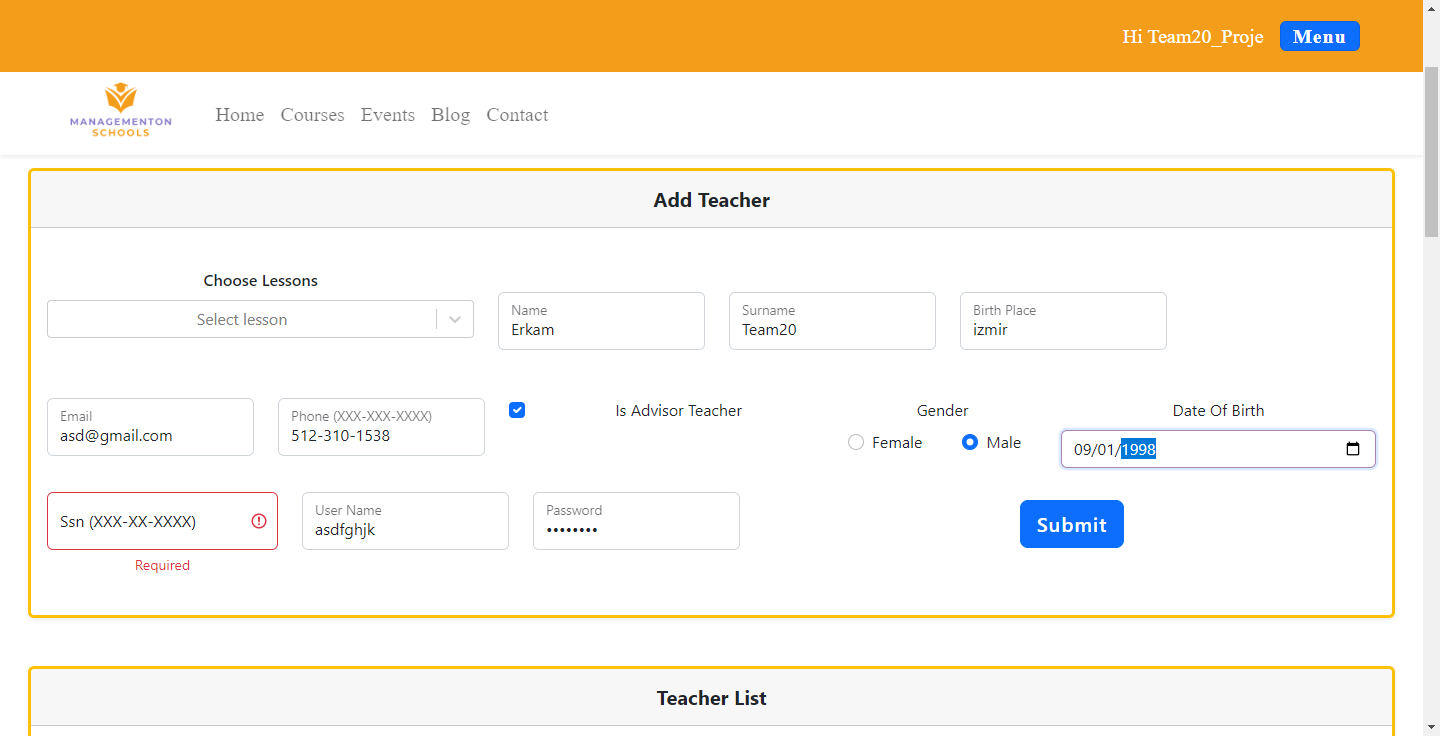 Hi Team20_Proje
Menu
MANAGEMENTON
SCHOOLS
Home
Courses
Events
Blog
Contact
Add Teacher
Choose Lessons
Select lesson
Name
Erkam
Surname
Team20
Birth Place
izmir
Email
asd@gmail.com
Phone (XXX-XXX-XXXX)
512-310-1538
Is Advisor Teacher
Gender
Female
Male
Date Of Birth
09/01/1998
Ssn (XXX-XX-XXXX)
Required
User Name
asdfghjk
Password
••••••••
Submit
Teacher List